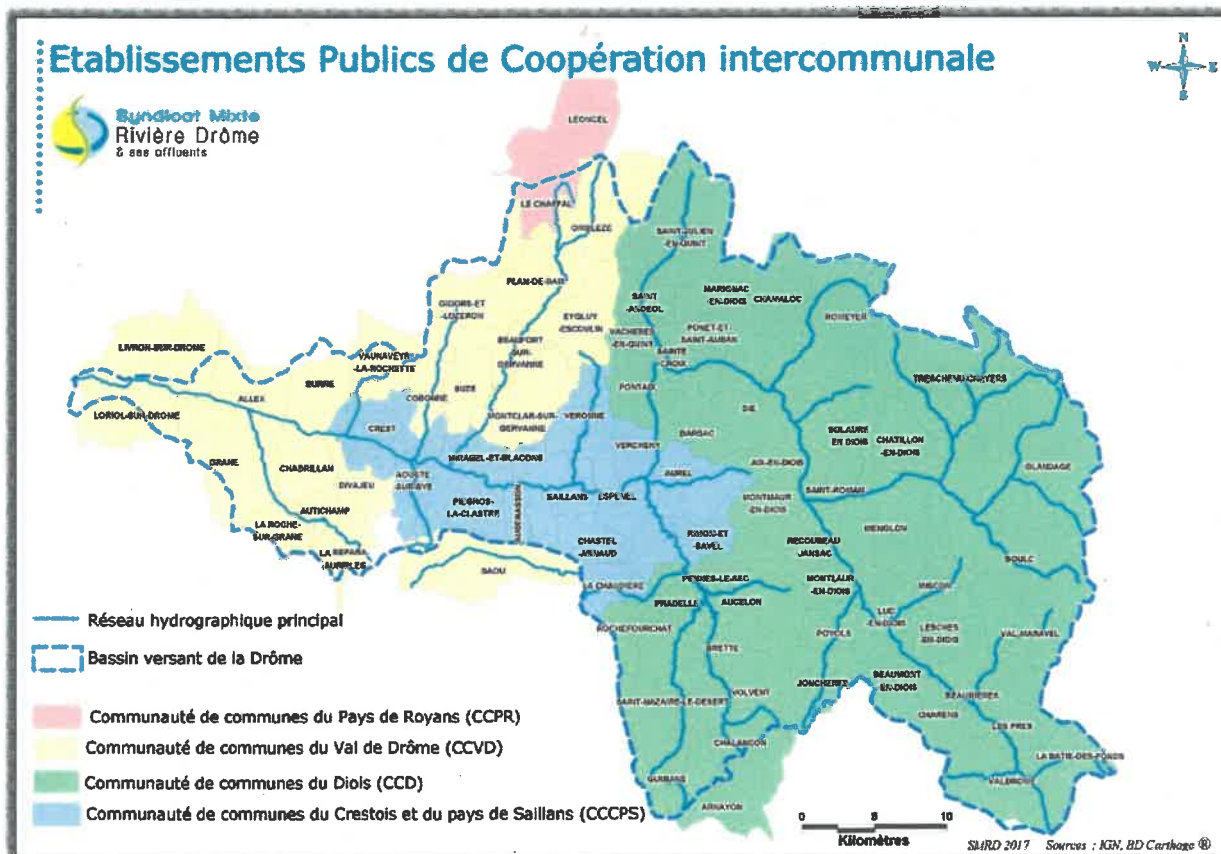 Etablissements Publics de Coopération intercommunale
N
W
E
S
Syndicat Mixte
Rivière Drôme
& ses affluents
LEONCEL
LE CHAFFAL
OMBLEZE
SAINT-JULIEN
-EN-QUINT
PLAN-DE-BAIX
MARIGNAC
-EN-DIOIS
CHAMALOC
SAINT
-ANDEOL
GIGORS-ET
-LOZERON
EYGLUY
-ESCOULIN
ROMEYER
LIVRON-SUR-DROME
VAUNAVEYS
-LA-ROCHETTE
BEAUFORT
-SUR-
GERVANNE
VACHERES
-EN-QUINT
PONET-ET
SAINT-AUBAN
SAINTE
-CROIX
EURRE
SUZE
COBONNE
PONTAIX
TRESCHENU-CREYERS
ALLEX
LORIOL-SUR-DROME
MONTCLAR-SUR-
GERVANNE
VERONNE
DIE
CREST
VERCHENY
BARSAC
SOLAURE
EN DIOIS
CHATILLON
-EN-DIOIS
MIRABEL-ET-BLACONS
GRANE
CHABRILLAN
AIX-EN-DIOIS
GLANDAGE
AOUSTE
-SUR-SYE
AUREL
DIVAJEU
SAINT-ROMAN
PIEGROS-
LA-CLASTRE
SAILLANS
ESPENEL
MONTMAUR
-EN-DIOIS
AUTICHAMP
LA ROCHE-
SUR-GRANE
MENGLON
CHASTEL
-ARNAUD
RIMON-ET
-SAVEL
RECOUBEAU
JANSAC
LA REPARA
-AURIPLES
BOULC
SAOU
LA CHAUDIERE
PENNES-LE-SEC
MONTLAUR
-EN-DIOIS
MISCON
PRADELLE
AUCELON
LUC
-EN-DIOIS
Réseau hydrographique principal
ROCHEFOURCHAT
POYOLS
LESCHES
-EN-DIOIS
VAL-MARAVEL
BRETTE
Bassin versant de la Drôme
JONCHERES
BEAUMONT
EN-DIOIS
VOLVENT
SAINT-NAZAIRE-LE-DESERT
BEAURIERES
CHARENS
Communauté de communes du Pays de Royans (CCPR)
LES PRES
CHALANCON
Communauté de communes du Val de Drôme (CCVD)
LA BATIE-DES-FONDS
Communauté de communes du Diois (CCD)
GUMIANE
VALDROME
ARNAYON
Communauté de communes du Crestois et du pays de Saillans (CCCPS)
0 5 10
Kilomètres
SMRD 2017 Sources : IGN, BD Carthage ®